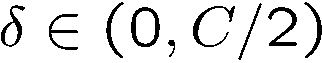 δ ∈ (0, C/2)